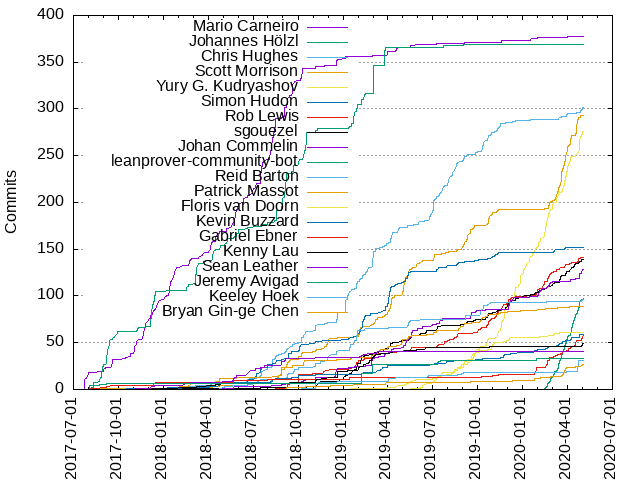 400
350
300
250
200
150
100
50
0
Commits
Mario Carneiro
Johannes Hölzl
Chris Hughes
Scott Morrison
Yury G. Kudryashov
Simon Hudon
Rob Lewis
sgouezel
Johan Commelin
leanprover-community-bot
Reid Barton
Patrick Massot
Floris van Doorn
Kevin Buzzard
Gabriel Ebner
Kenny Lau
Sean Leather
Jeremy Avigad
Keeley Hoek
Bryan Gin-ge Chen
2017-07-01
2017-10-01
2018-01-01
2018-04-01
2018-07-01
2018-10-01
2019-01-01
2019-04-01
2019-07-01
2019-10-01
2020-01-01
2020-04-01
2020-07-01